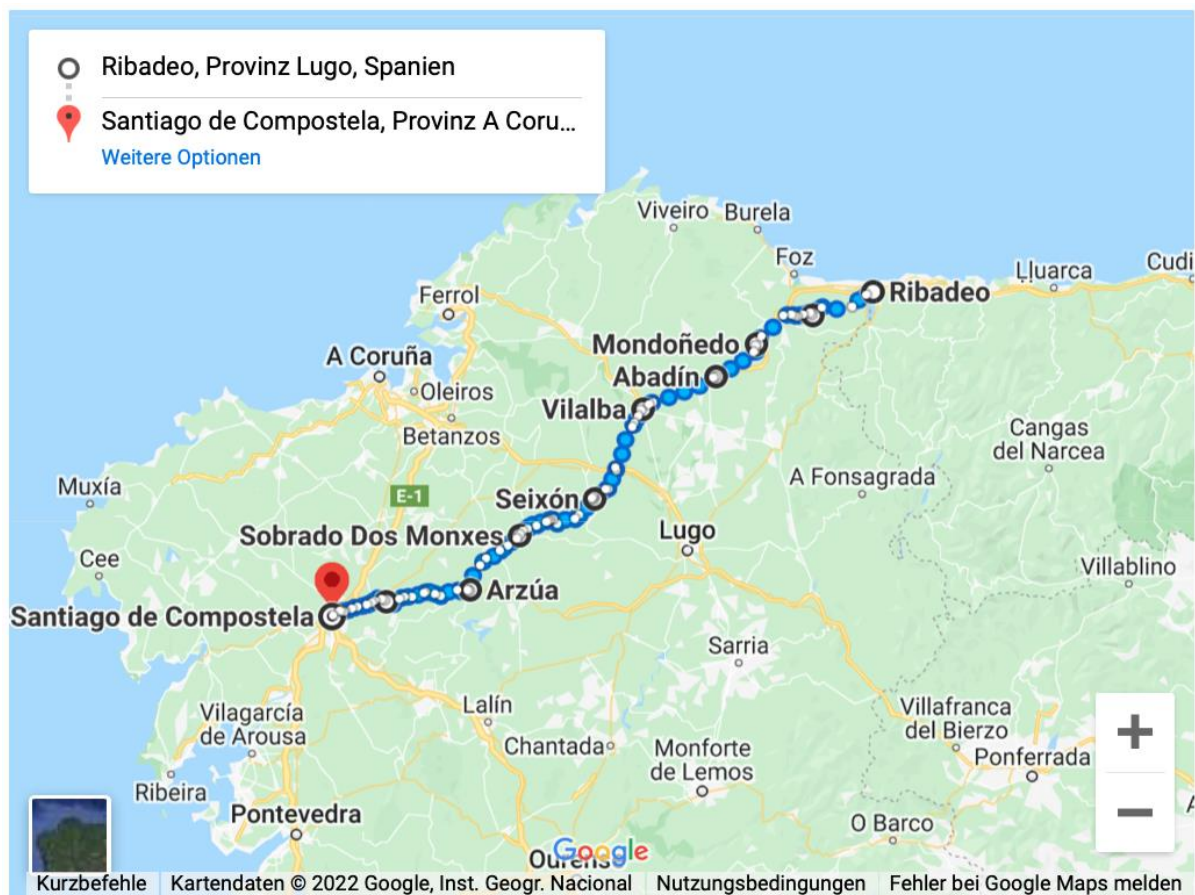 Ribadeo, Provinz Lugo, Spanien
Santiago de Compostela, Provinz A Coru...
Weitere Optionen
Viveiro
Burela
Foz
Ribadeo
Lluarca
Cudi
Ferrol
Mondoñedo
A Coruña
Abadín
Oleiros
Vilalba
Betanzos
Cangas
del Narcea
A Fonsagrada
Muxía
E-1
Seixón
Sobrado Dos Monxes
Lugo
Cee
Villablino
Arzúa
Santiago de Compostela
Sarria
Lalín
Vilagarcía
de Arousa
Chantada
Villafranca
del Bierzo
Monforte
de Lemos
Ponferrada
Ribeira
Pontevedra
O Barco
Google
Kurzbefehle
Kartendaten © 2022 Google, Inst. Geogr. Nacional
Nutzungsbedingungen
Fehler bei Google Maps melden